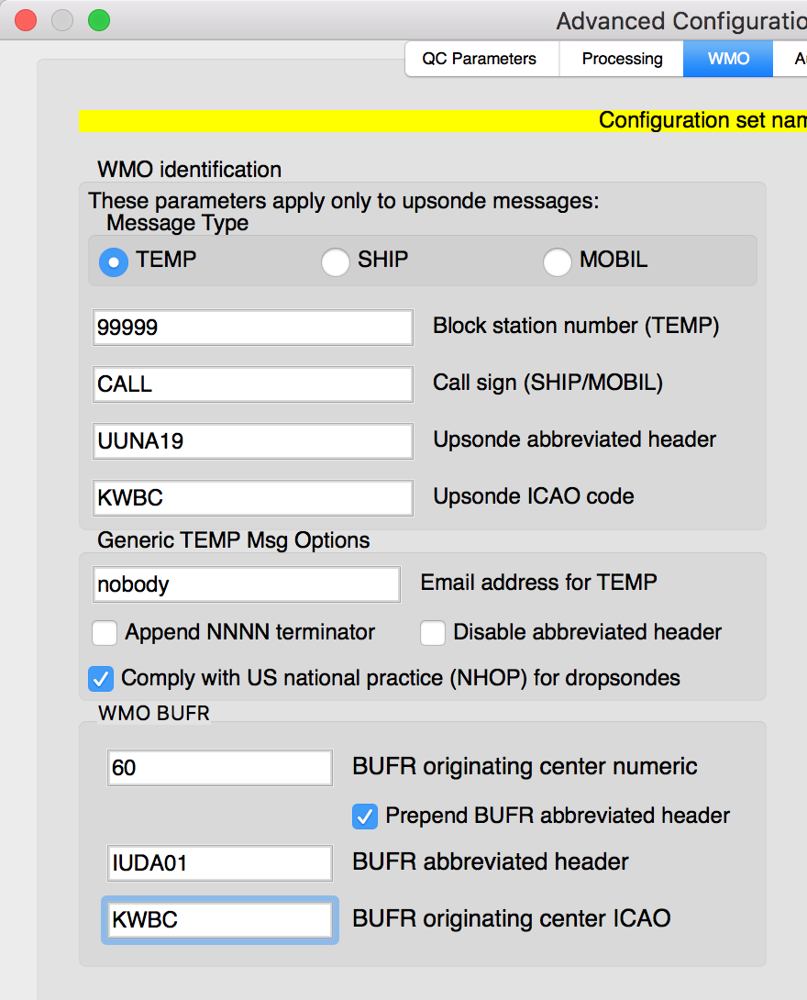 Advanced Configuratio
QC Parameters Processing WMO A
Configuration set nam
WMO identification
These parameters apply only to upsonde messages:
Message Type
TEMP SHIP MOBIL
99999 Block station number (TEMP)
CALL Call sign (SHIP/MOBIL)
UUNA19 Upsonde abbreviated header
KWBC Upsonde ICAO code
Generic TEMP Msg Options
nobody Email address for TEMP
Append NNNN terminator Disable abbreviated header
Comply with US national practice (NHOP) for dropsondes
WMO BUFR
60 BUFR originating center numeric
Prepend BUFR abbreviated header
IUDA01 BUFR abbreviated header
KWBC BUFR originating center ICAO